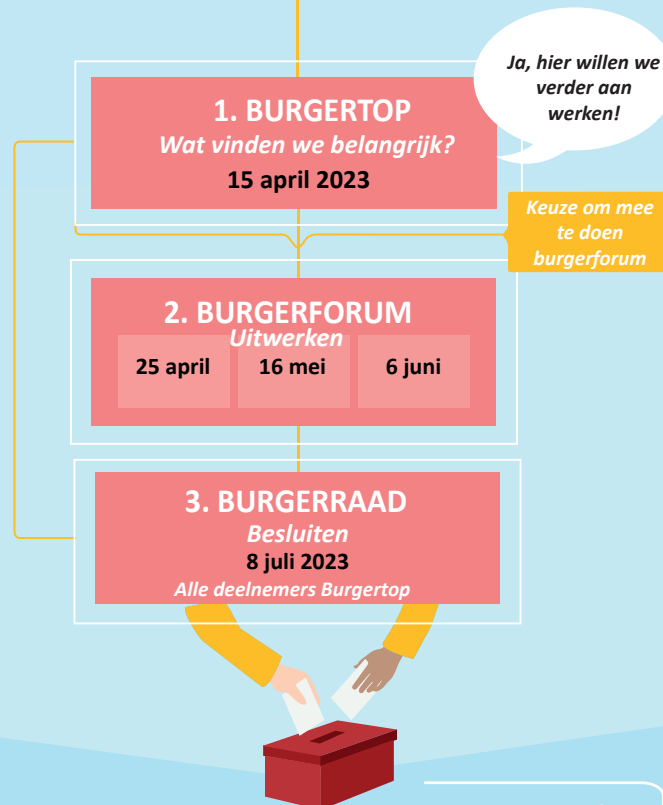 Ja, hier willen we
verder aan
werken!
1. BURGERTOP
Wat vinden we belangrijk?
15 april 2023
Keuze om mee
te doen
burgerforum
2. BURGERFORUM
Uitwerken
25 april
16 mei
6 juni
3. BURGERRAAD
Besluiten
8 juli 2023
Alle deelnemers Burgertop